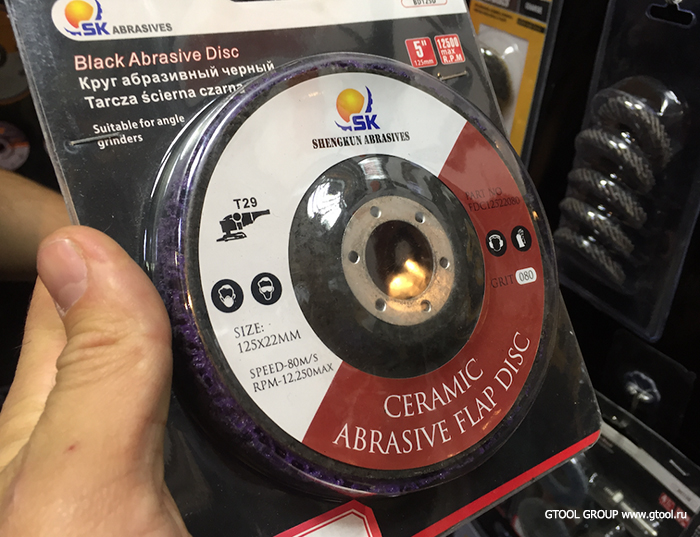 SK ABRASIVES
Black Abrasive Disc
Круг абразивный черный
Tarcza ścierna czarna
Suitable for angle
grinders
5"
125mm
12500
max
R.P.M
SK
SHENGKUN ABRASIVES
T29
PART NO
GRIT 080
SIZE:
125X22MM
SPEED-80M/S
RPM-12,250MAX
CERAMIC
ABRASIVE FLAP DISC
GTOOL GROUP www.gtool.ru